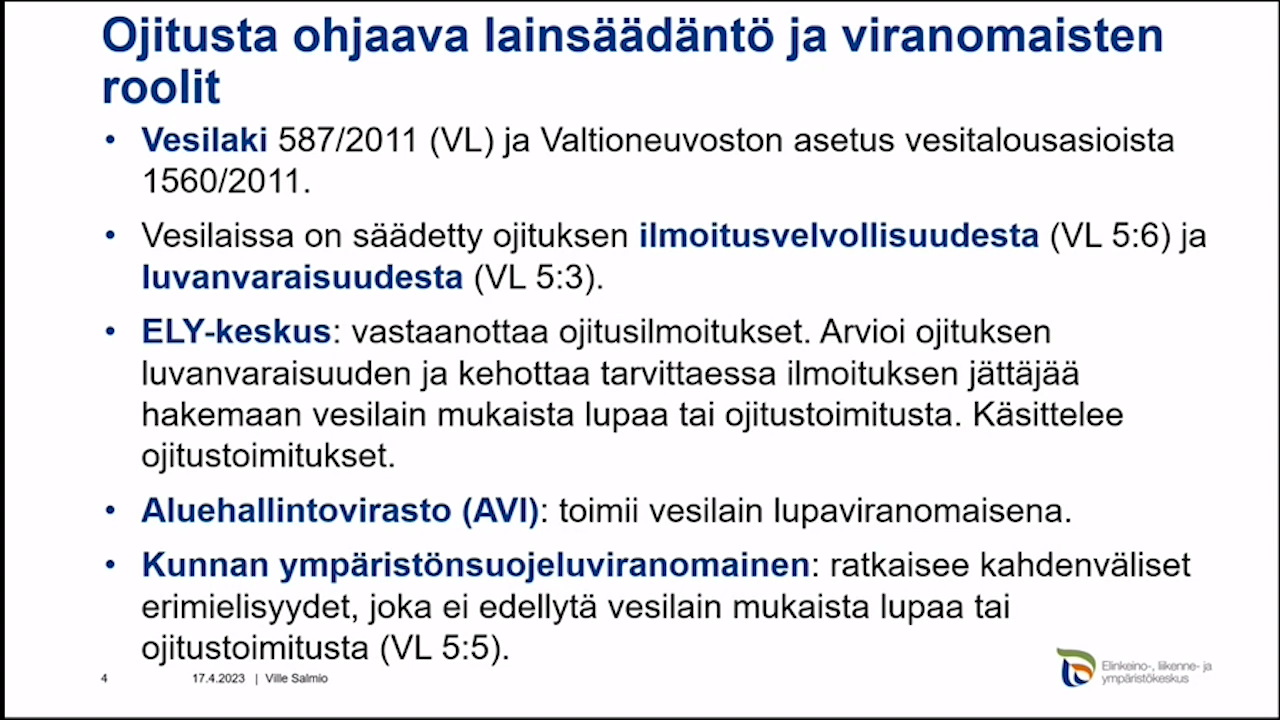 Ojitusta ohjaava lainsäädäntö ja viranomaisten
roolit
• Vesilaki 587/2011 (VL) ja Valtioneuvoston asetus vesitalousasioista
1560/2011.
• Vesilaissa on säädetty ojituksen ilmoitusvelvollisuudesta (VL 5:6) ja
luvanvaraisuudesta (VL 5:3).
• ELY-keskus: vastaanottaa ojitusilmoitukset. Arvioi ojituksen
luvanvaraisuuden ja kehottaa tarvittaessa ilmoituksen jättäjää
hakemaan vesilain mukaista lupaa tai ojitustoimitusta. Käsittelee
ojitustoimitukset.
• Aluehallintovirasto (AVI): toimii vesilain lupaviranomaisena.
• Kunnan ympäristönsuojeluviranomainen: ratkaisee kahdenväliset
erimielisyydet, joka ei edellytä vesilain mukaista lupaa tai
ojitustoimitusta (VL 5:5).
4 17.4.2023 | Ville Salmio
Elinkeino-, liikenne- ja
ympäristökeskus